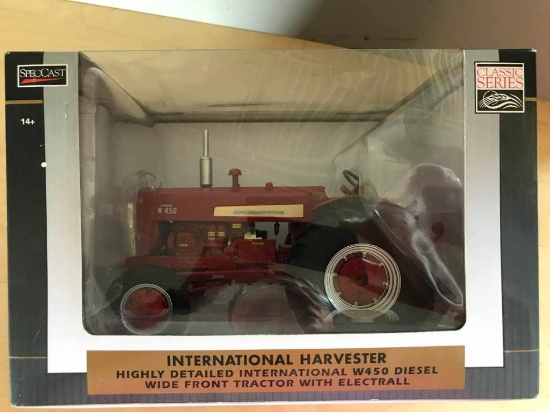 SPECCAST
CLASSIC
SERIES
14+
W 450
INTERNATIONAL HARVESTER
HIGHLY DETAILED INTERNATIONAL W450 DIESEL
WIDE FRONT TRACTOR WITH ELECTRALL